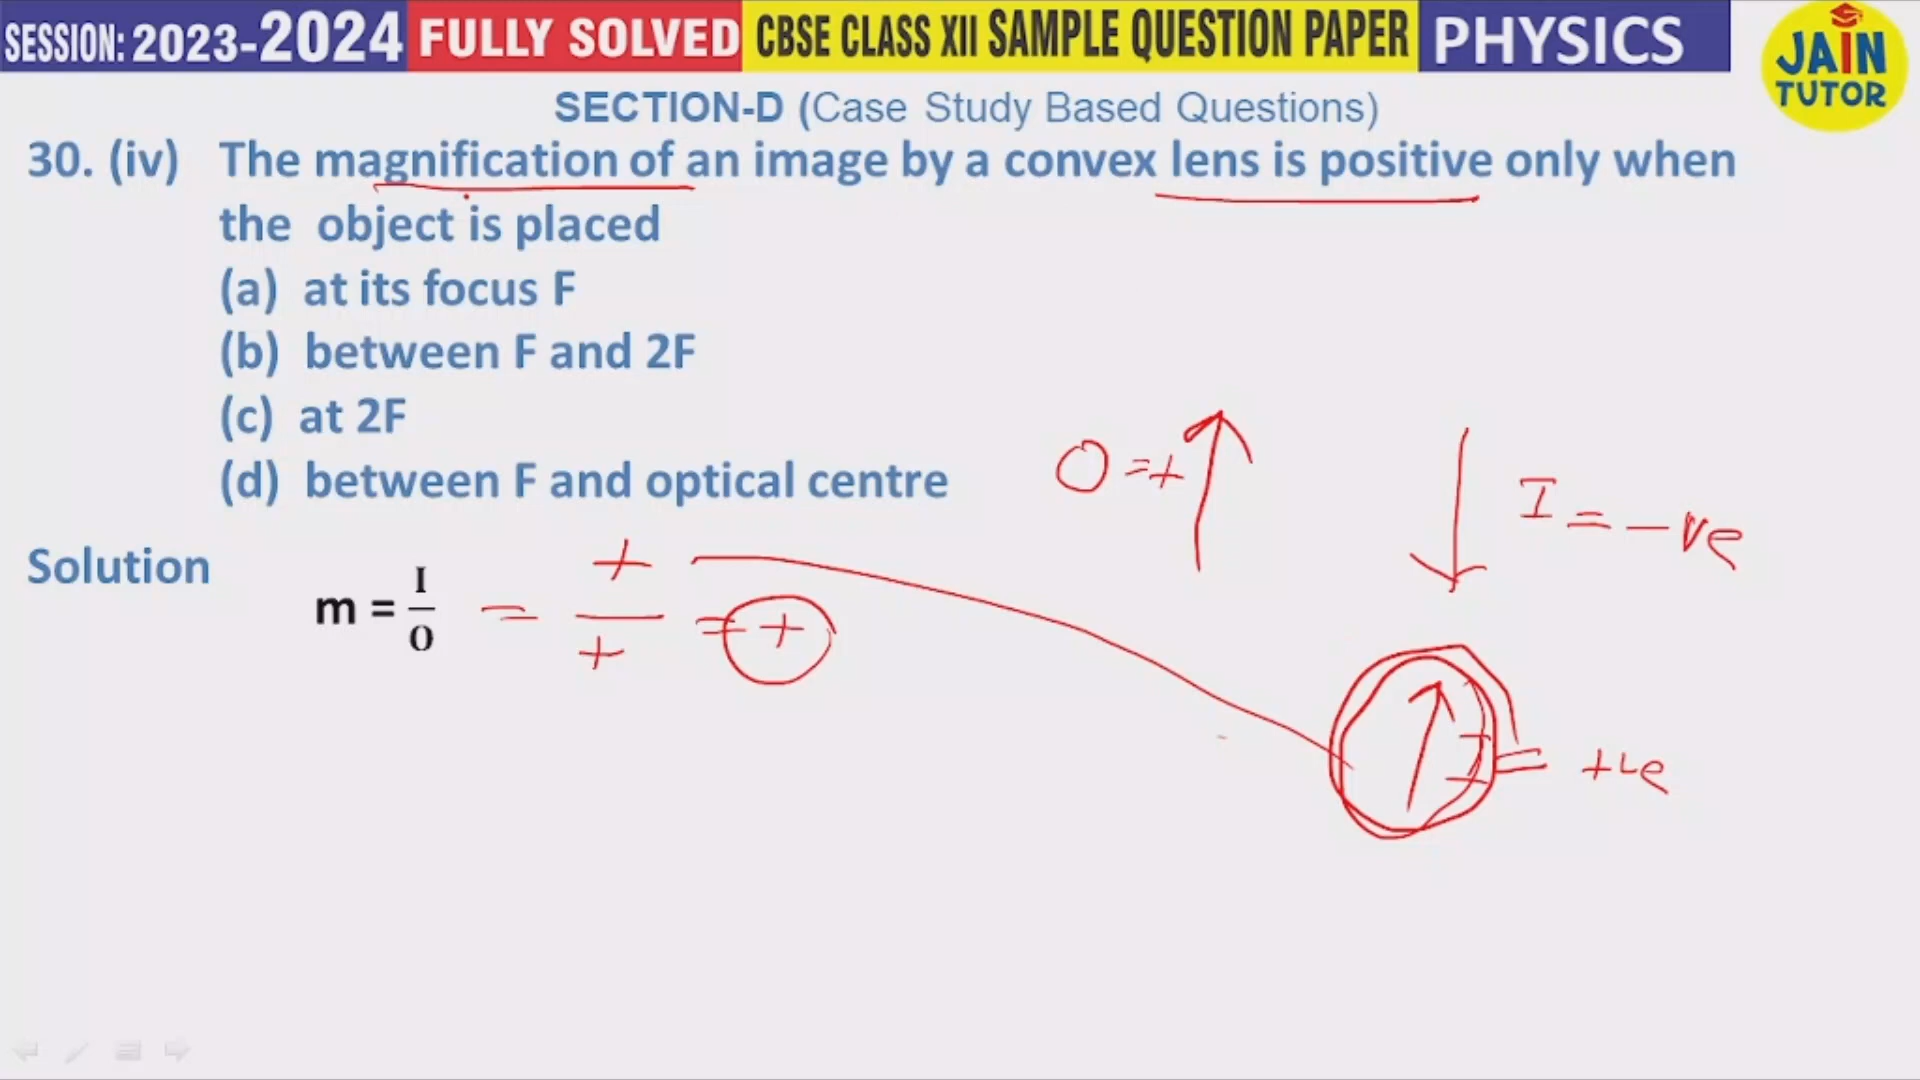 SESSION: 2023-2024 FULLY SOLVED CBSE CLASS XII SAMPLE QUESTION PAPER PHYSICS
JAIN
TUTOR
SECTION-D (Case Study Based Questions)
30. (iv) The magnification of an image by a convex lens is positive only when
the object is placed
(a) at its focus F
(b) between F and 2F
(c) at 2F
(d) between F and optical centre
O = +
I = -ve
Solution
m = I/O = +/+ = +
= +ve